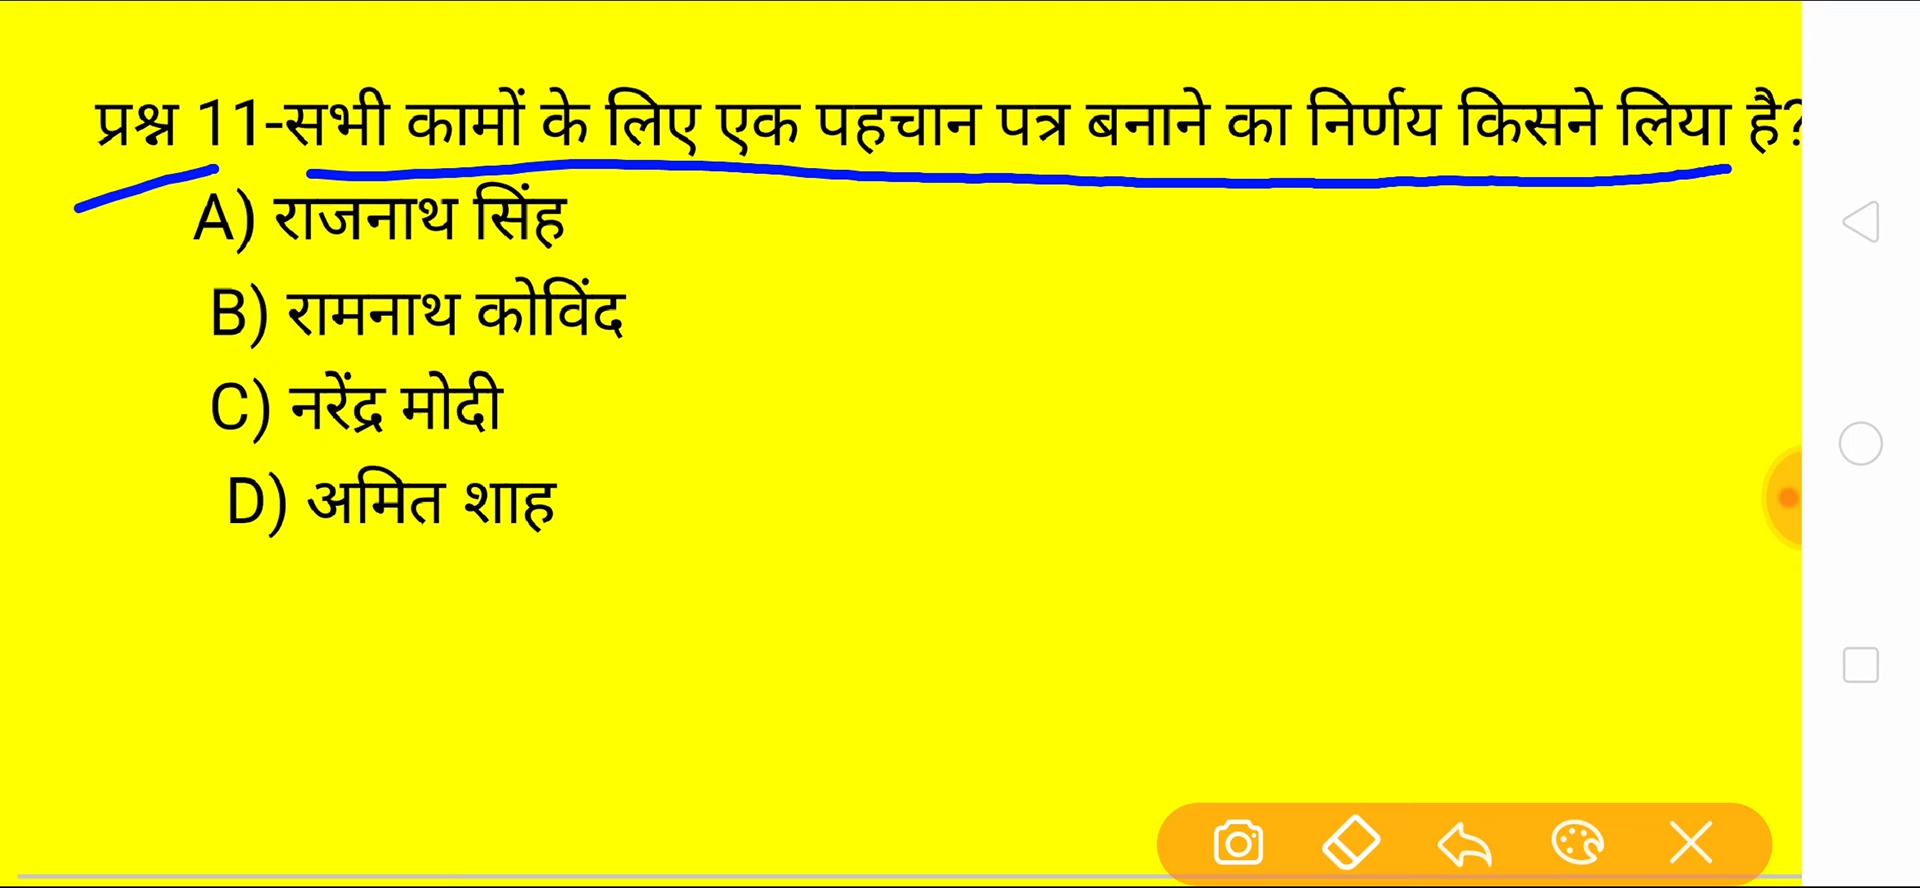 प्रश्न 11-सभी कामों के लिए एक पहचान पत्र बनाने का निर्णय किसने लिया है?
A) राजनाथ सिंह
B) रामनाथ कोविंद
C) नरेंद्र मोदी
D) अमित शाह